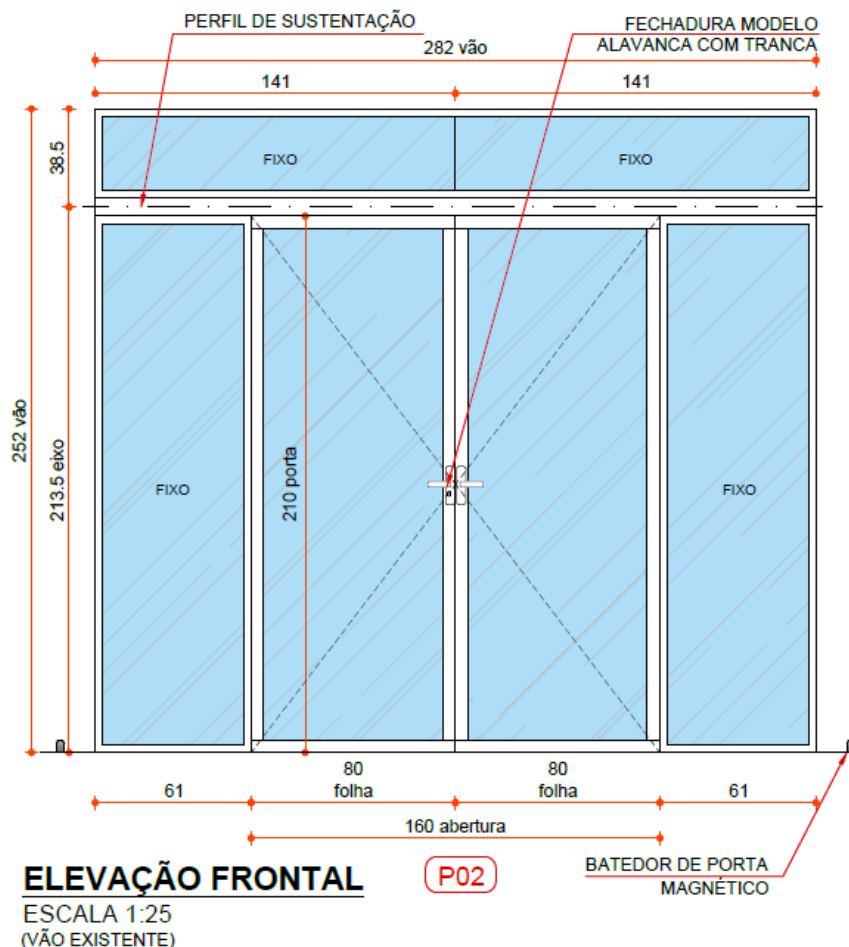 PERFIL DE SUSTENTAÇÃO
FECHADURA MODELO
ALAVANCA COM TRANCA
282 vão
141
141
38.5
FIXO
FIXO
252 vão
213.5 eixo
210 porta
FIXO
FIXO
61
80
folha
80
folha
61
160 abertura
ELEVAÇÃO FRONTAL
ESCALA 1:25
(VÃO EXISTENTE)
P02
BATEDOR DE PORTA
MAGNÉTICO